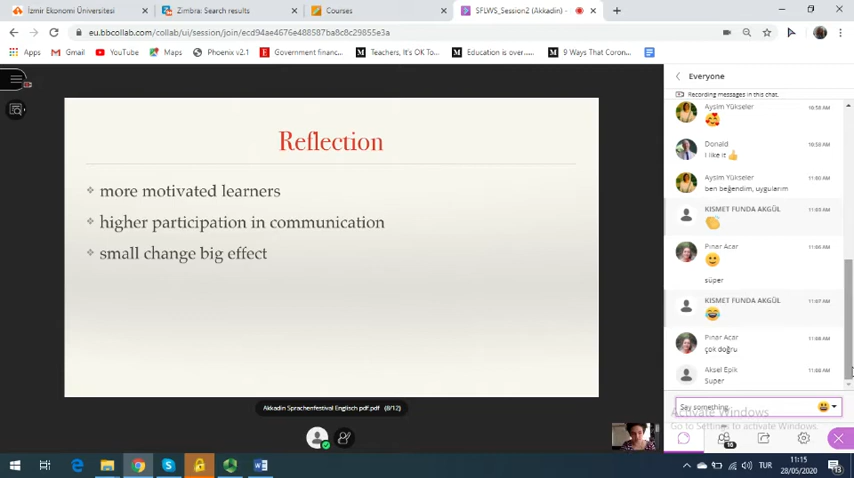 İzmir Ekonomi Üniversitesi
Zimbra: Search results
Courses
SFLWS_Session2 (Akkadin) -
eu.bbcollab.com/collab/ui/session/join/ecd94ae4676e488587ba8c8c29855e3a
Apps
Gmail
YouTube
Maps
Phoenix v2.1
Government financ...
Teachers, It's OK To...
Education is over.....
9 Ways That Coron...
Everyone
Recording messages in this chat.
Reflection
more motivated learners
higher participation in communication
small change big effect
Akkadin Sprachenfestival Englisch pdf.pdf (8/12)
Aysim Yükseler
10:58 AM
Donald
10:58 AM
I like it
Aysim Yükseler
11:00 AM
ben beğendim, uygularım
KISMET FUNDA AKGÜL
11:03 AM
Pınar Acar
11:06 AM
süper
KISMET FUNDA AKGÜL
11:07 AM
Pınar Acar
11:08 AM
çok doğru
Aksel Epik
11:08 AM
Super
Say something
Activate Windows
Go to Settings to activate Windows.
16
TUR
11:15
28/05/2020
13